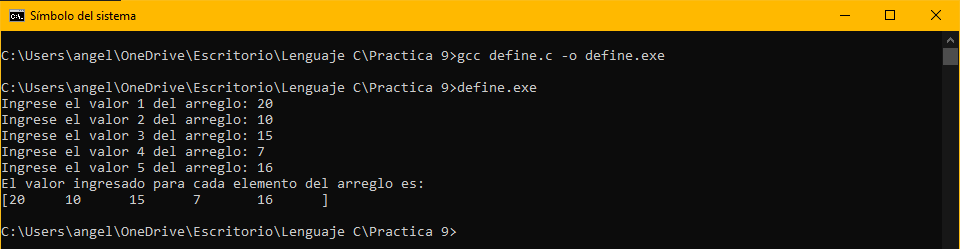 Símbolo del sistema
C:\Users\angel\OneDrive\Escritorio\Lenguaje C\Practica 9>gcc define.c -o define.exe
C:\Users\angel\OneDrive\Escritorio\Lenguaje C\Practica 9>define.exe
Ingrese el valor 1 del arreglo: 20
Ingrese el valor 2 del arreglo: 10
Ingrese el valor 3 del arreglo: 15
Ingrese el valor 4 del arreglo: 7
Ingrese el valor 5 del arreglo: 16
El valor ingresado para cada elemento del arreglo es:
[20     10      15      7       16      ]
C:\Users\angel\OneDrive\Escritorio\Lenguaje C\Practica 9>